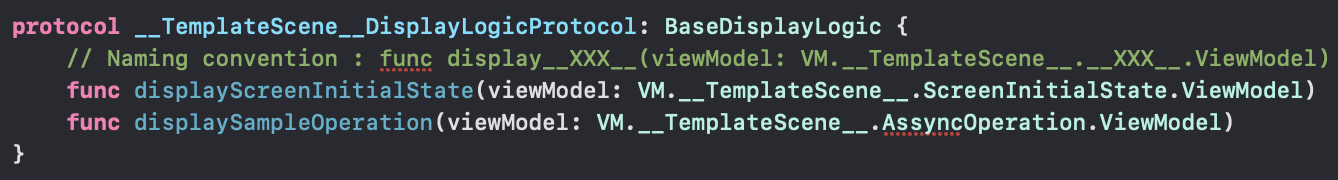 protocol __TemplateScene__DisplayLogicProtocol: BaseDisplayLogic {
// Naming convention : func display__XXX__(viewModel: VM.__TemplateScene__.__XXX__.ViewModel)
func displayScreenInitialState(viewModel: VM.__TemplateScene__.ScreenInitialState.ViewModel)
func displaySampleOperation(viewModel: VM.__TemplateScene__.AssyncOperation.ViewModel)
}